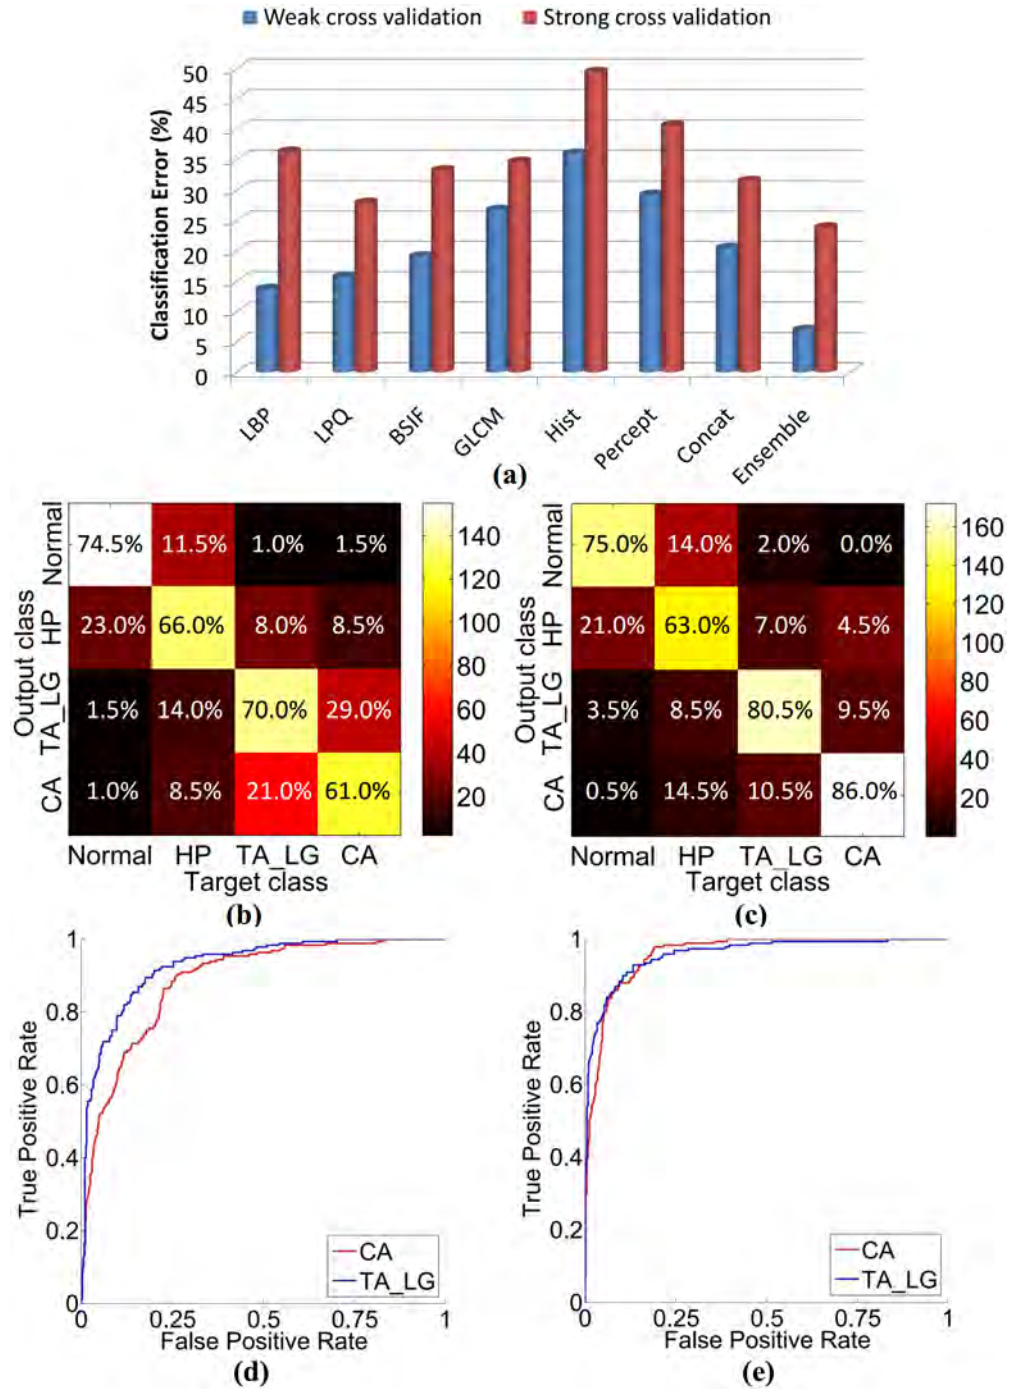 Weak cross validation Strong cross validation
Classification Error (%)
50
45
40
35
30
25
20
15
10
5
0
LBP LPQ BSIF GLCM Hist Percept Concat Ensemble
(a)
Output class
Normal 74.5% 11.5% 1.0% 1.5%
HP 23.0% 66.0% 8.0% 8.5%
TA_LG 1.5% 14.0% 70.0% 29.0%
CA 1.0% 8.5% 21.0% 61.0%
Normal HP TA_LG CA
Target class
140
120
100
80
60
40
20
(b)
Output class
Normal 75.0% 14.0% 2.0% 0.0%
HP 21.0% 63.0% 7.0% 4.5%
TA_LG 3.5% 8.5% 80.5% 9.5%
CA 0.5% 14.5% 10.5% 86.0%
Normal HP TA_LG CA
Target class
160
140
120
100
80
60
40
20
(c)
True Positive Rate
1
0.8
0.6
0.4
0.2
0
CA
TA_LG
0 0.25 0.5 0.75 1
False Positive Rate
(d)
True Positive Rate
1
0.8
0.6
0.4
0.2
0
CA
TA_LG
0 0.25 0.5 0.75 1
False Positive Rate
(e)